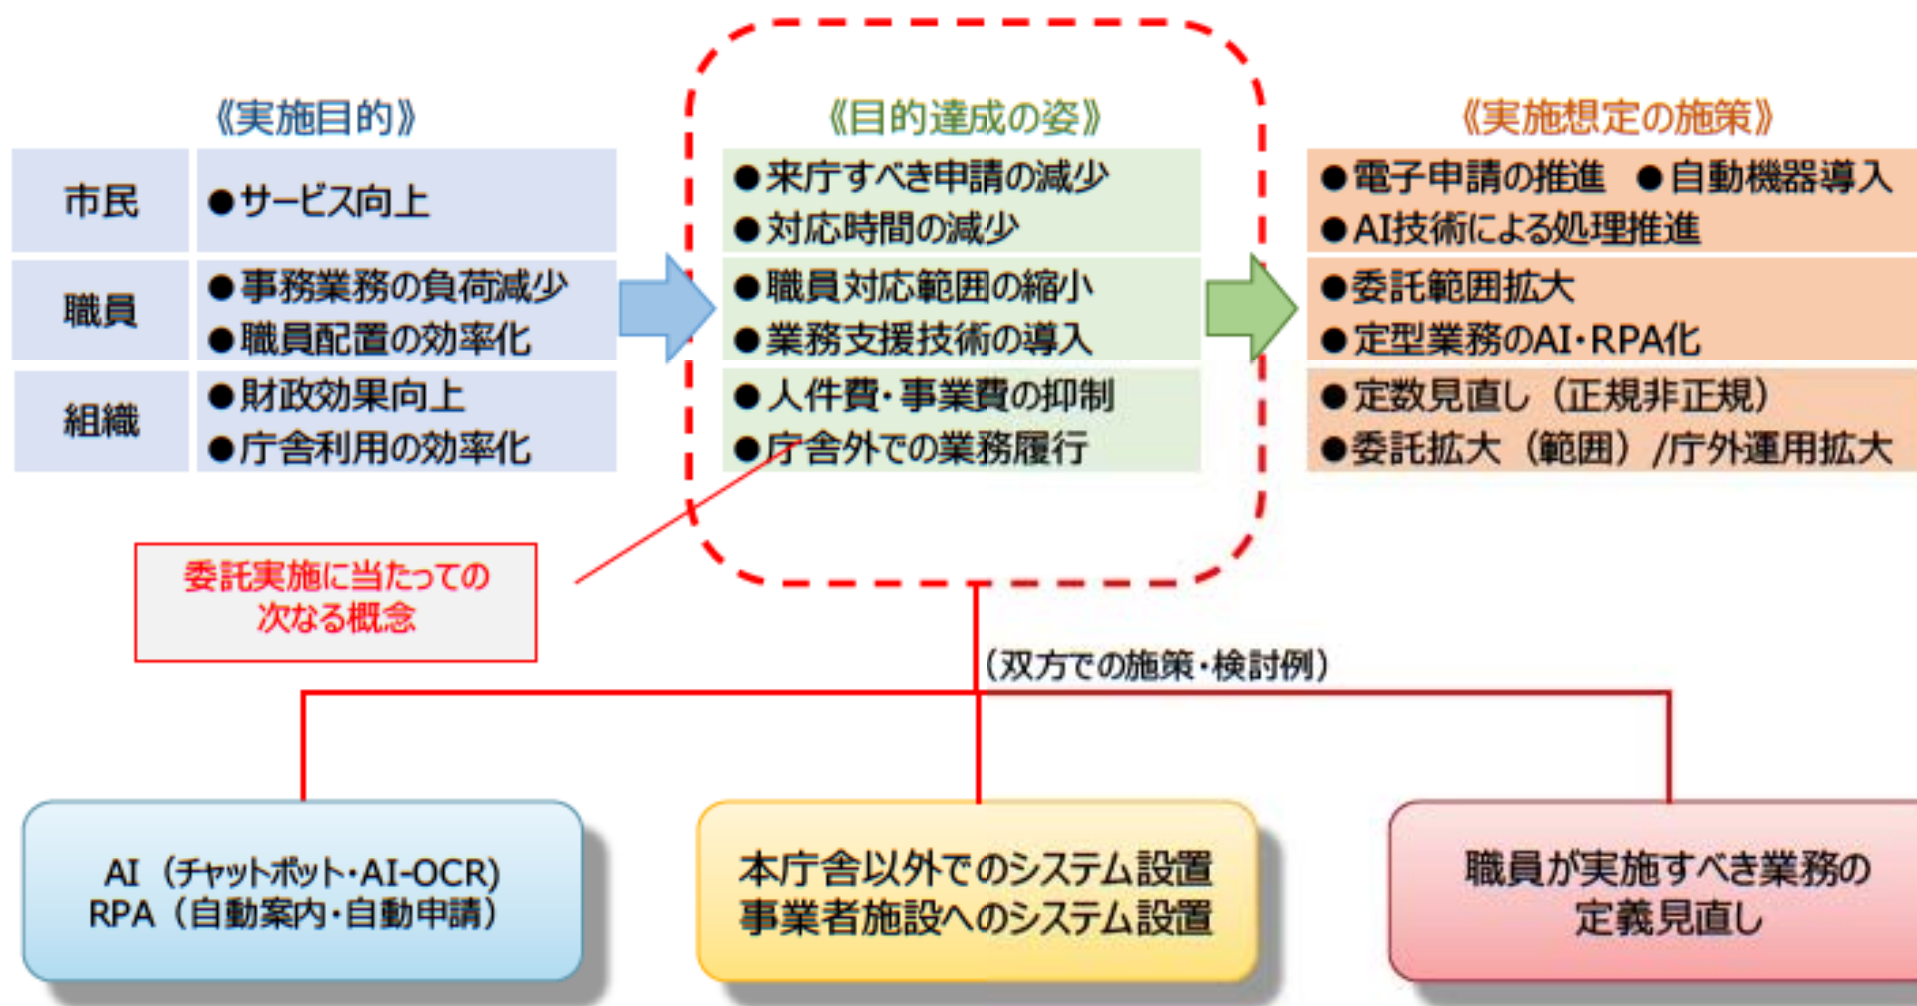 《実施目的》
《目的達成の姿》
《実施想定の施策》
市民
●サービス向上
●来庁すべき申請の減少
●対応時間の減少
●電子申請の推進 ●自動機器導入
●AI技術による処理推進
職員
●事務業務の負荷減少
●職員配置の効率化
●職員対応範囲の縮小
●業務支援技術の導入
●委託範囲拡大
●定型業務のAI・RPA化
組織
●財政効果向上
●庁舎利用の効率化
●人件費・事業費の抑制
●庁舎外での業務履行
●定数見直し（正規非正規）
●委託拡大（範囲）/庁外運用拡大
委託実施に当たっての
次なる概念
（双方での施策・検討例）
AI（チャットボット・AI-OCR)
RPA（自動案内・自動申請）
本庁舎以外でのシステム設置
事業者施設へのシステム設置
職員が実施すべき業務の
定義見直し